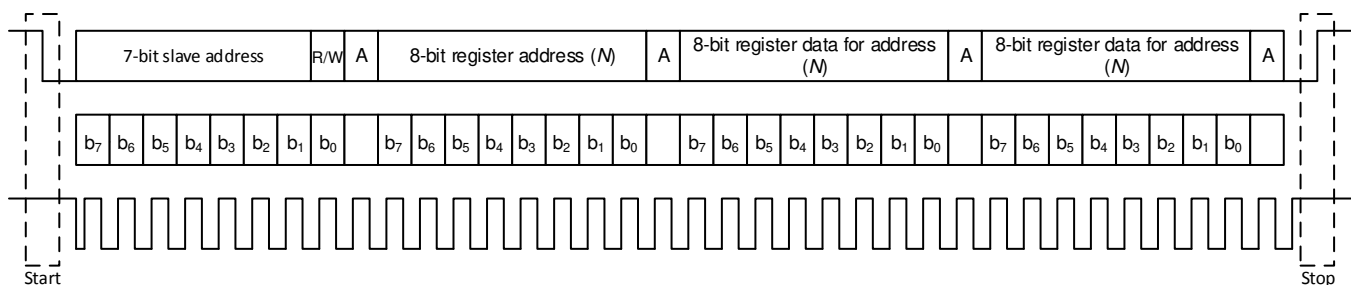 7-bit slave address R/W A 8-bit register address (N) A 8-bit register data for address (N) A 8-bit register data for address (N) A
b7 b6 b5 b4 b3 b2 b1 b0 b7 b6 b5 b4 b3 b2 b1 b0 b7 b6 b5 b4 b3 b2 b1 b0 b7 b6 b5 b4 b3 b2 b1 b0
Start Stop